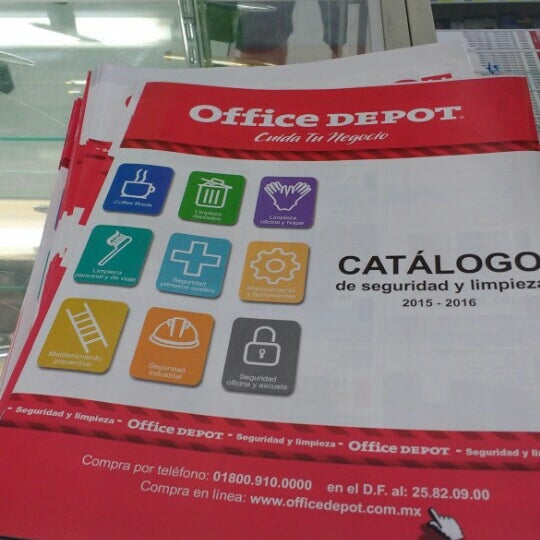 Office DEPOT
Cuida Tu Negocio
Coffee Break
Limpieza
Limpieza
oficina y hogar
Limpieza
personal y de viaje
Seguridad
primeros auxilios
Mantenimiento
y herramientas
Mantenimiento
preventivo
Seguridad
industrial
Seguridad
oficina y escuela
CATÁLOGO
de seguridad y limpieza
2015 - 2016
- Seguridad y limpieza - Office DEPOT - Seguridad y limpieza - Office DEPOT - Seguridad y limpieza
Compra por teléfono: 01800.910.0000 en el D.F. al: 25.82.09.00
Compra en línea: www.officedepot.com.mx